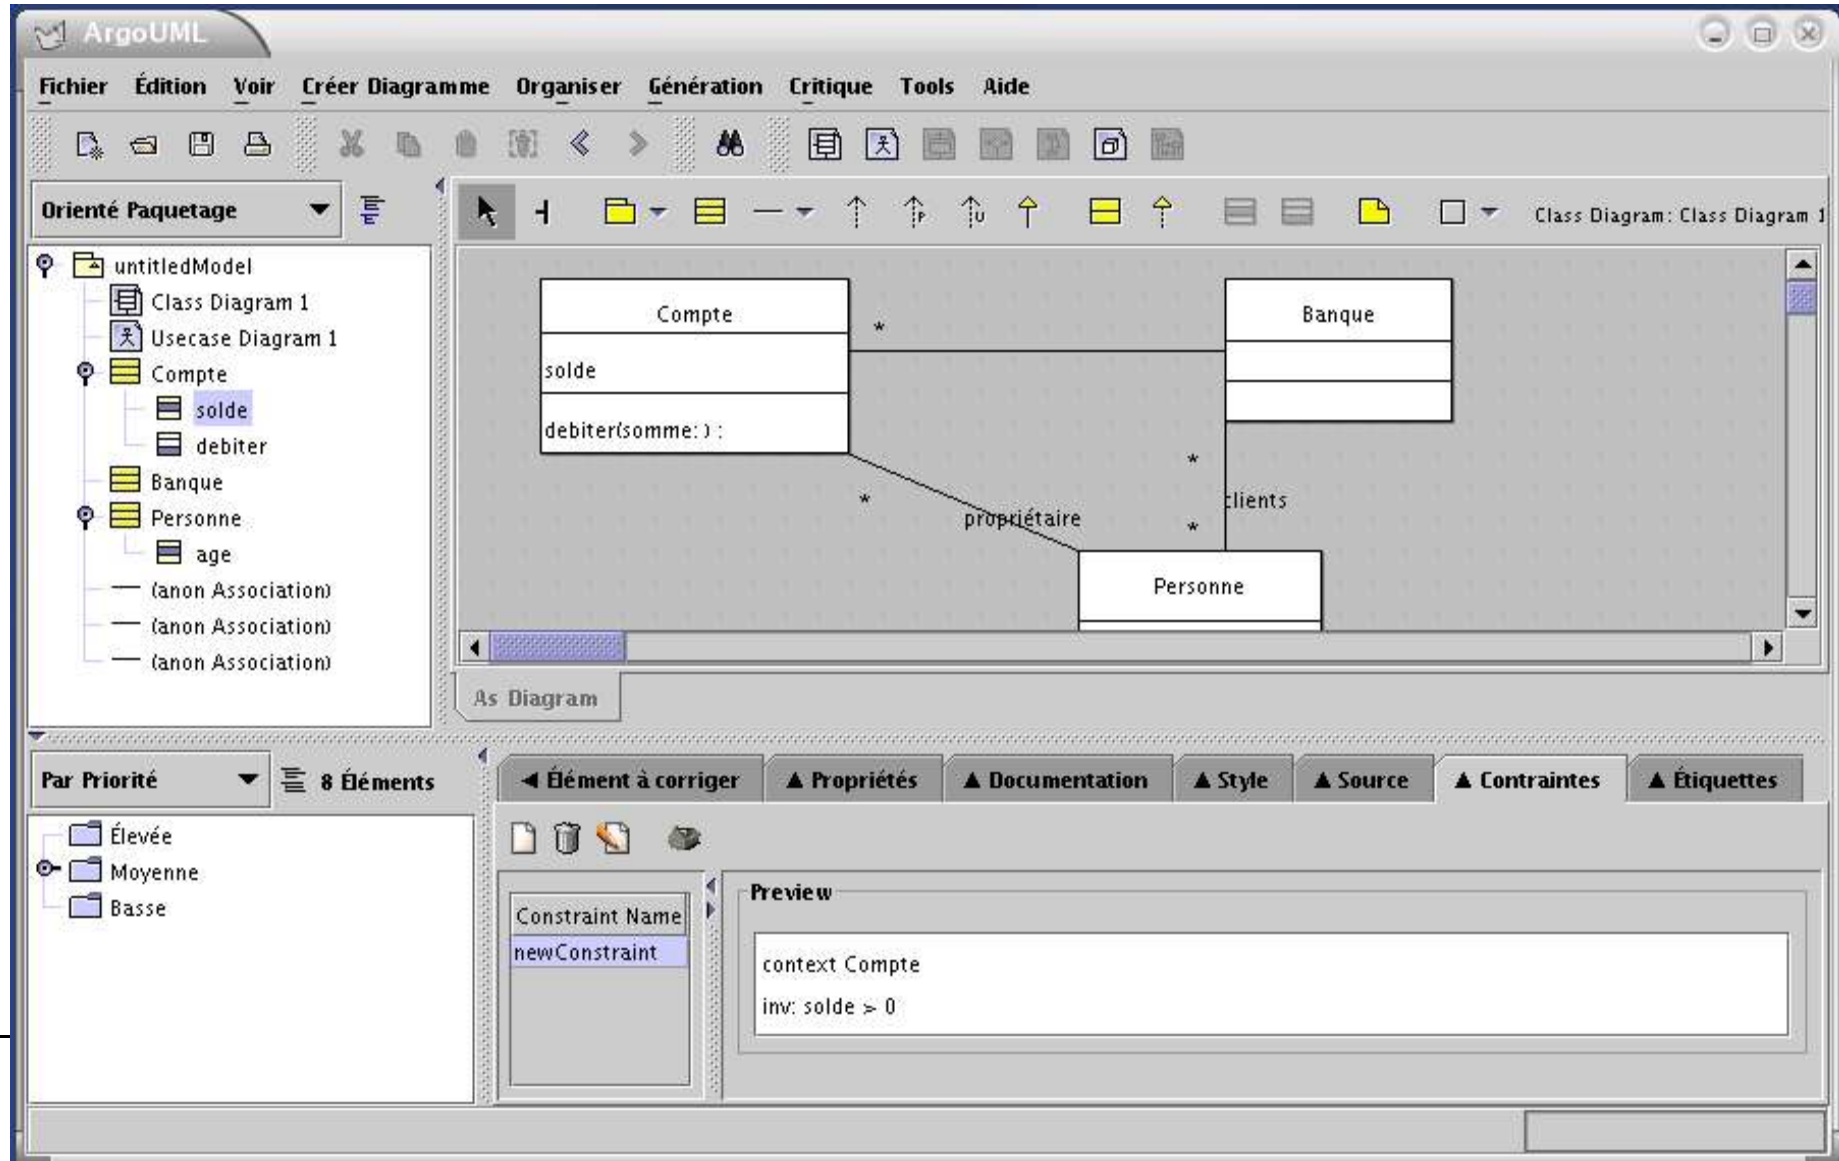 ArgoUML
Fichier Édition Voir Créer Diagramme Organiser Génération Critique Tools Aide
Orienté Paquetage
P U Class Diagram: Class Diagram 1
untitledModel
Class Diagram 1
Usecase Diagram 1
Compte
solde
debiter
Banque
Personne
age
(anon Association)
(anon Association)
(anon Association)
Compte
solde
debiter(somme: ) :
*
Banque
*
*
clients
propriétaire
*
Personne
As Diagram
Par Priorité 8 Éléments
Élevée
Moyenne
Basse
Élément à corriger Propriétés Documentation Style Source Contraintes Étiquettes
Constraint Name
newConstraint
Preview
context Compte
inv: solde > 0